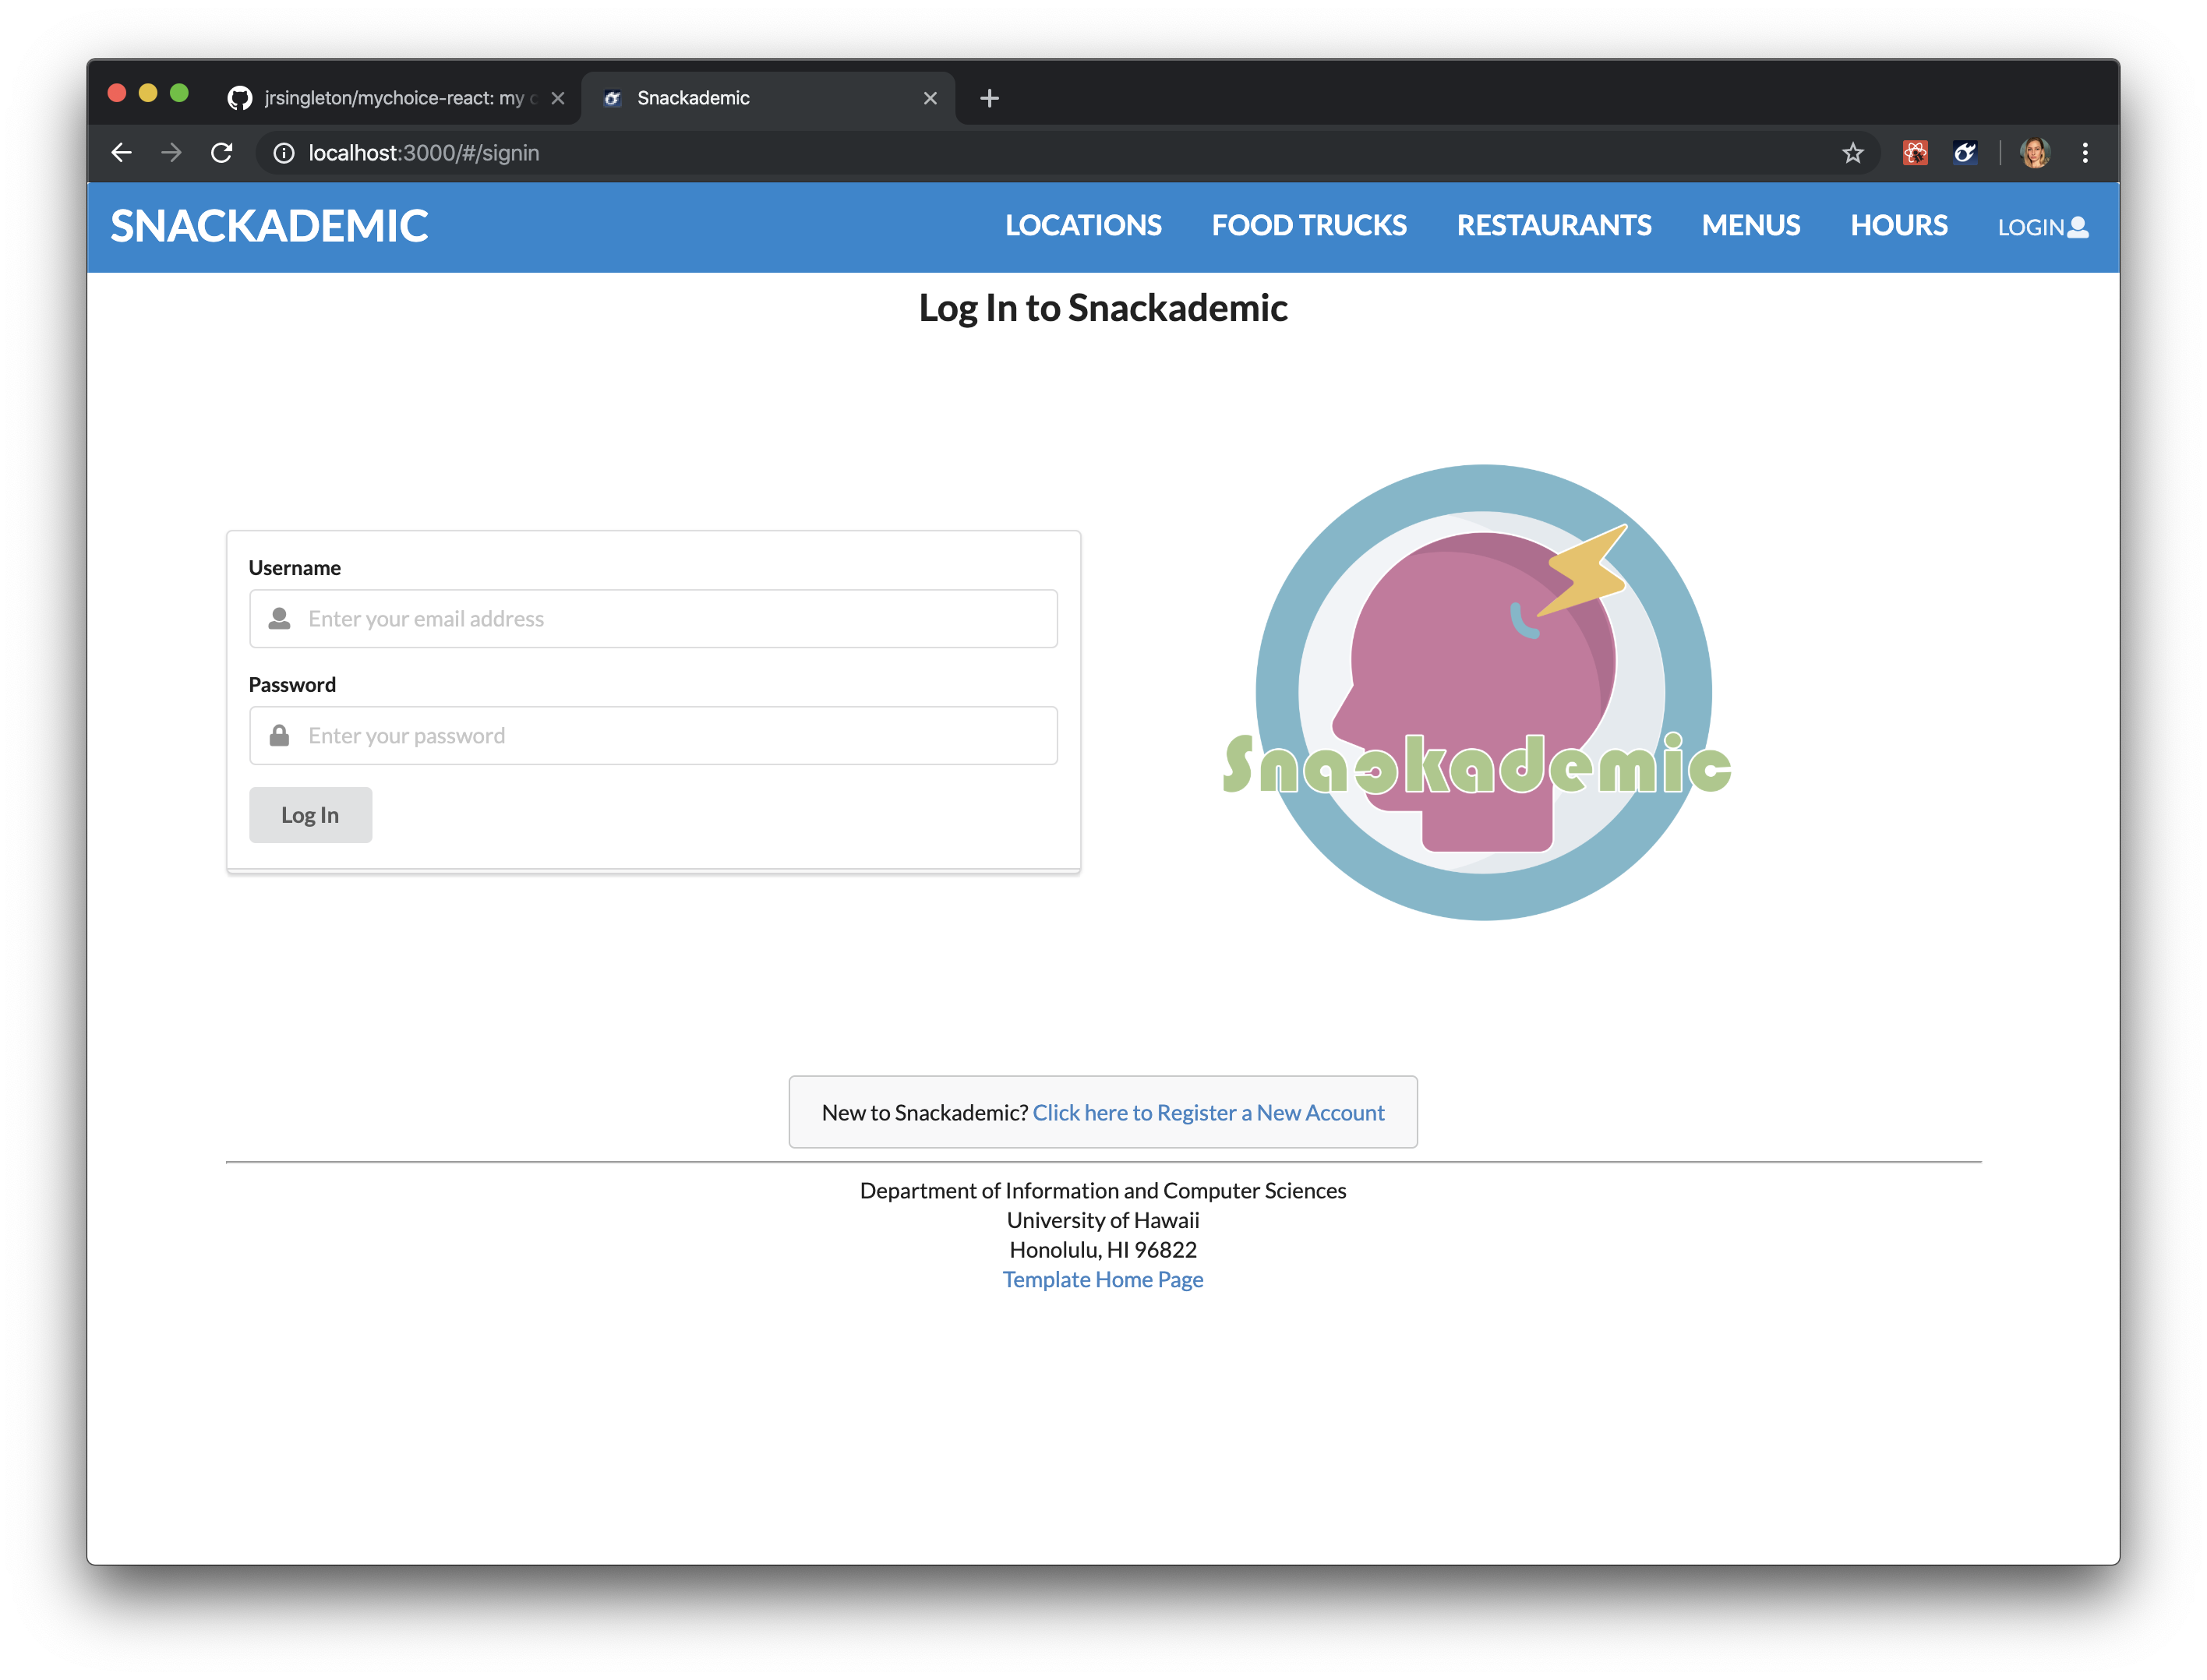 jrsingleton/mychoice-react: my c
Snackademic
localhost:3000/#/signin
SNACKADEMIC LOCATIONS FOOD TRUCKS RESTAURANTS MENUS HOURS LOGIN
Log In to Snackademic
Username
Enter your email address
Password
Enter your password
Log In
Snackademic
New to Snackademic? Click here to Register a New Account
Department of Information and Computer Sciences
University of Hawaii
Honolulu, HI 96822
Template Home Page